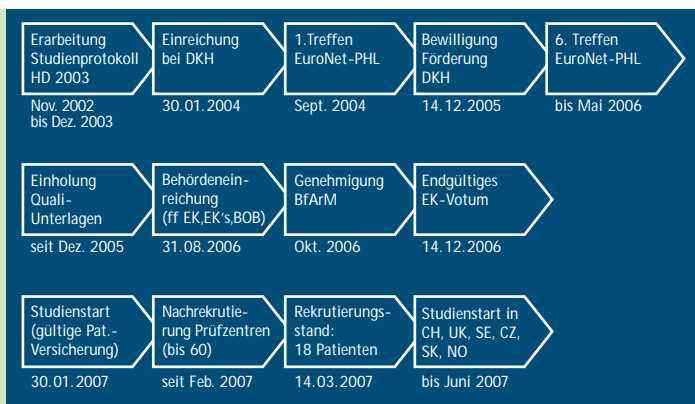 Erarbeitung
Studienprotokoll
HD 2003
Nov. 2002
bis Dez. 2003
Einreichung
bei DKH
30.01.2004
1.Treffen
EuroNet-PHL
Sept. 2004
Bewilligung
Förderung
DKH
14.12.2005
6. Treffen
EuroNet-PHL
bis Mai 2006
Einholung
Quali-
Unterlagen
seit Dez. 2005
Behördenein-
reichung
(ff EK,EK's,BOB)
31.08.2006
Genehmigung
BfArM
Okt. 2006
Endgültiges
EK-Votum
14.12.2006
Studienstart
(gültige Pat.-
Versicherung)
30.01.2007
Nachrekrutie-
rung Prüfzentren
(bis 60)
seit Feb. 2007
Rekrutierungs-
stand:
18 Patienten
14.03.2007
Studienstart in
CH, UK, SE, CZ,
SK, NO
bis Juni 2007